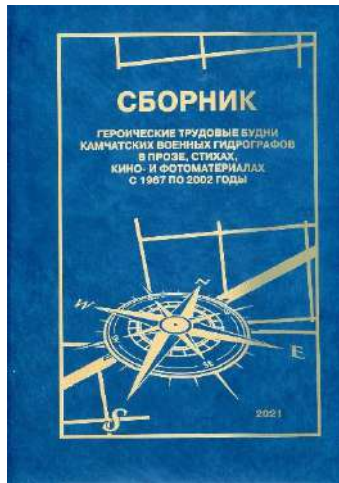 СБОРНИК
ГЕРОИЧЕСКИЕ ТРУДОВЫЕ БУДНИ
КАМЧАТСКИХ ВОЕННЫХ ГИДРОГРАФОВ
В ПРОЗЕ, СТИХАХ,
КИНО- И ФОТОМАТЕРИАЛАХ
С 1967 ПО 2002 ГОДЫ
N
W
E
S
2021